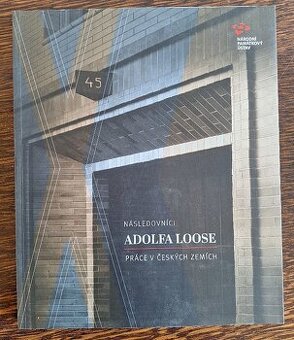 NÁRODNÍ
PAMÁTKOVÝ
ÚSTAV
45
NÁSLEDOVNÍCI
ADOLFA LOOSE
PRÁCE V ČESKÝCH ZEMÍCH